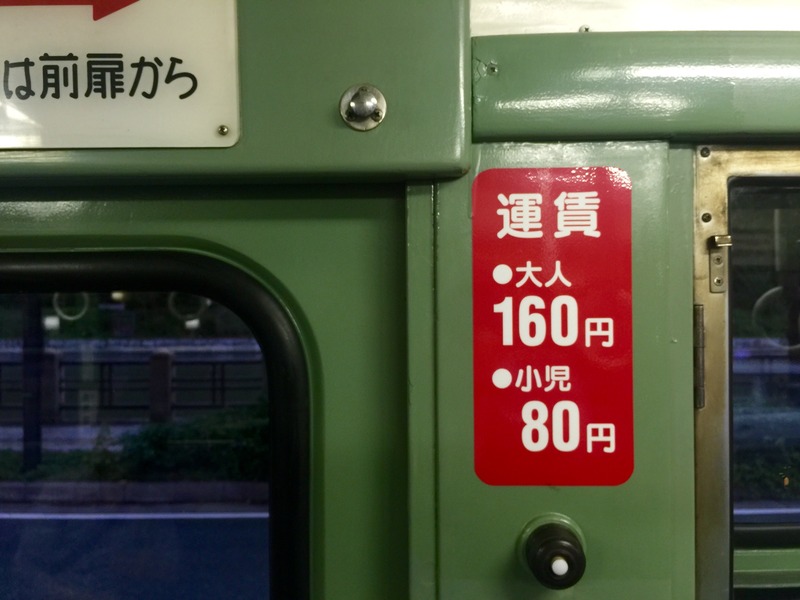 は前扉から
運賃
●大人
160円
●小児
80円